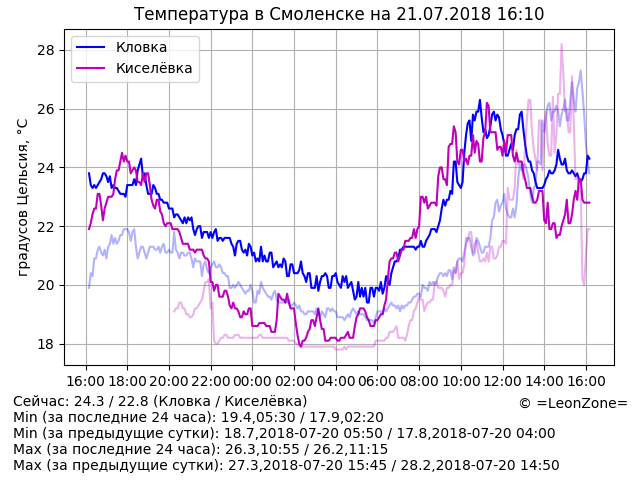 Температура в Смоленске на 21.07.2018 16:10
Кловка
Киселёвка
градусов Цельсия, °C
28
26
24
22
20
18
16:00 18:00 20:00 22:00 00:00 02:00 04:00 06:00 08:00 10:00 12:00 14:00 16:00
Сейчас: 24.3 / 22.8 (Кловка / Киселёвка)
© =LeonZone=
Min (за последние 24 часа): 19.4,05:30 / 17.9,02:20
Min (за предыдущие сутки): 18.7,2018-07-20 05:50 / 17.8,2018-07-20 04:00
Max (за последние 24 часа): 26.3,10:55 / 26.2,11:15
Max (за предыдущие сутки): 27.3,2018-07-20 15:45 / 28.2,2018-07-20 14:50